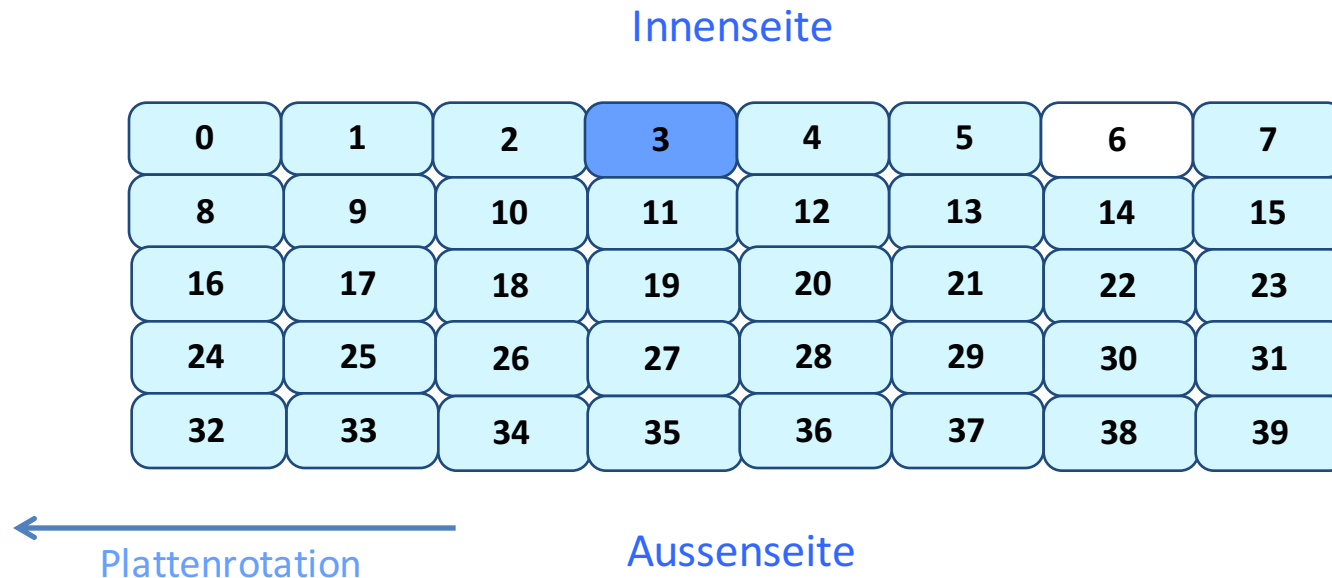 Innenseite
0 1 2 3 4 5 6 7
8 9 10 11 12 13 14 15
16 17 18 19 20 21 22 23
24 25 26 27 28 29 30 31
32 33 34 35 36 37 38 39
Plattenrotation
Aussenseite